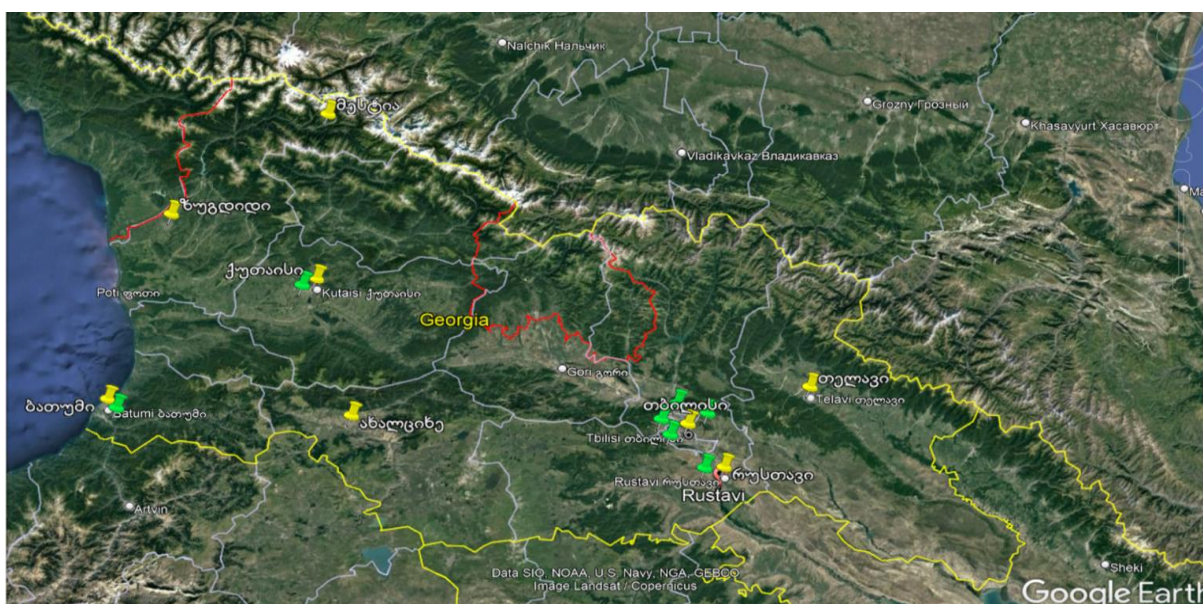 Nalchik Нальчик
მესტია
Grozny Грозный
Khasavyurt Хасавюрт
Vladikavkaz Владикавказ
Ma
ზუგდიდი
ქუთაისი
Poti ფოთი
Kutaisi ქუთაისი
Georgia
Gori გორი
თელავი
Telavi თელავი
ბათუმი
Batumi ბათუმი
ახალციხე
თბილისი
Tbilisi თბილისი
რუსთავი
Rustavi რუსთავი
Rustavi
Artvin
Sheki
Data SIO, NOAA, U.S. Navy, NGA, GEBCO
Image Landsat / Copernicus
Google Earth